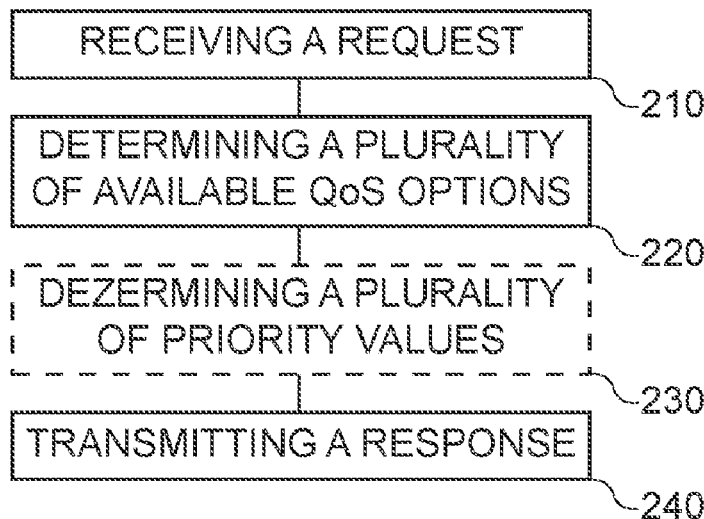 RECEIVING A REQUEST
210
DETERMINING A PLURALITY
OF AVAILABLE QoS OPTIONS
220
DEZERMINING A PLURALITY
OF PRIORITY VALUES
230
TRANSMITTING A RESPONSE
240